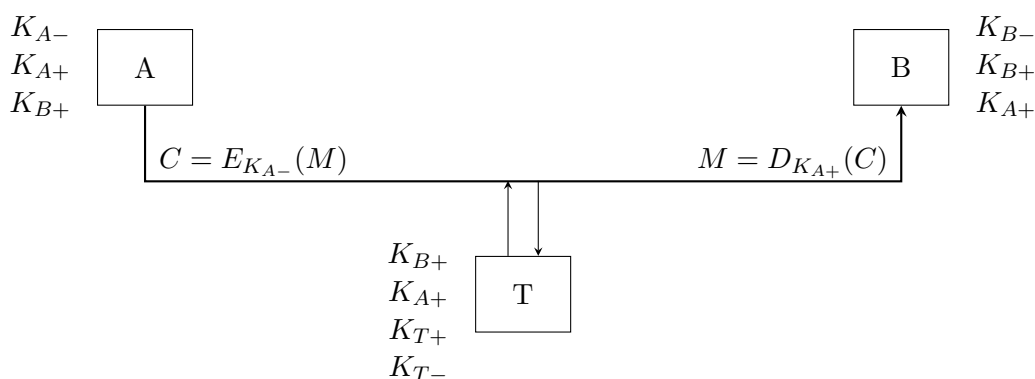 K_{A−}
K_{A+}
K_{B+}
A
B
K_{B−}
K_{B+}
K_{A+}
C = E_{K_{A−}}(M)
M = D_{K_{A+}}(C)
K_{B+}
K_{A+}
K_{T+}
K_{T−}
T